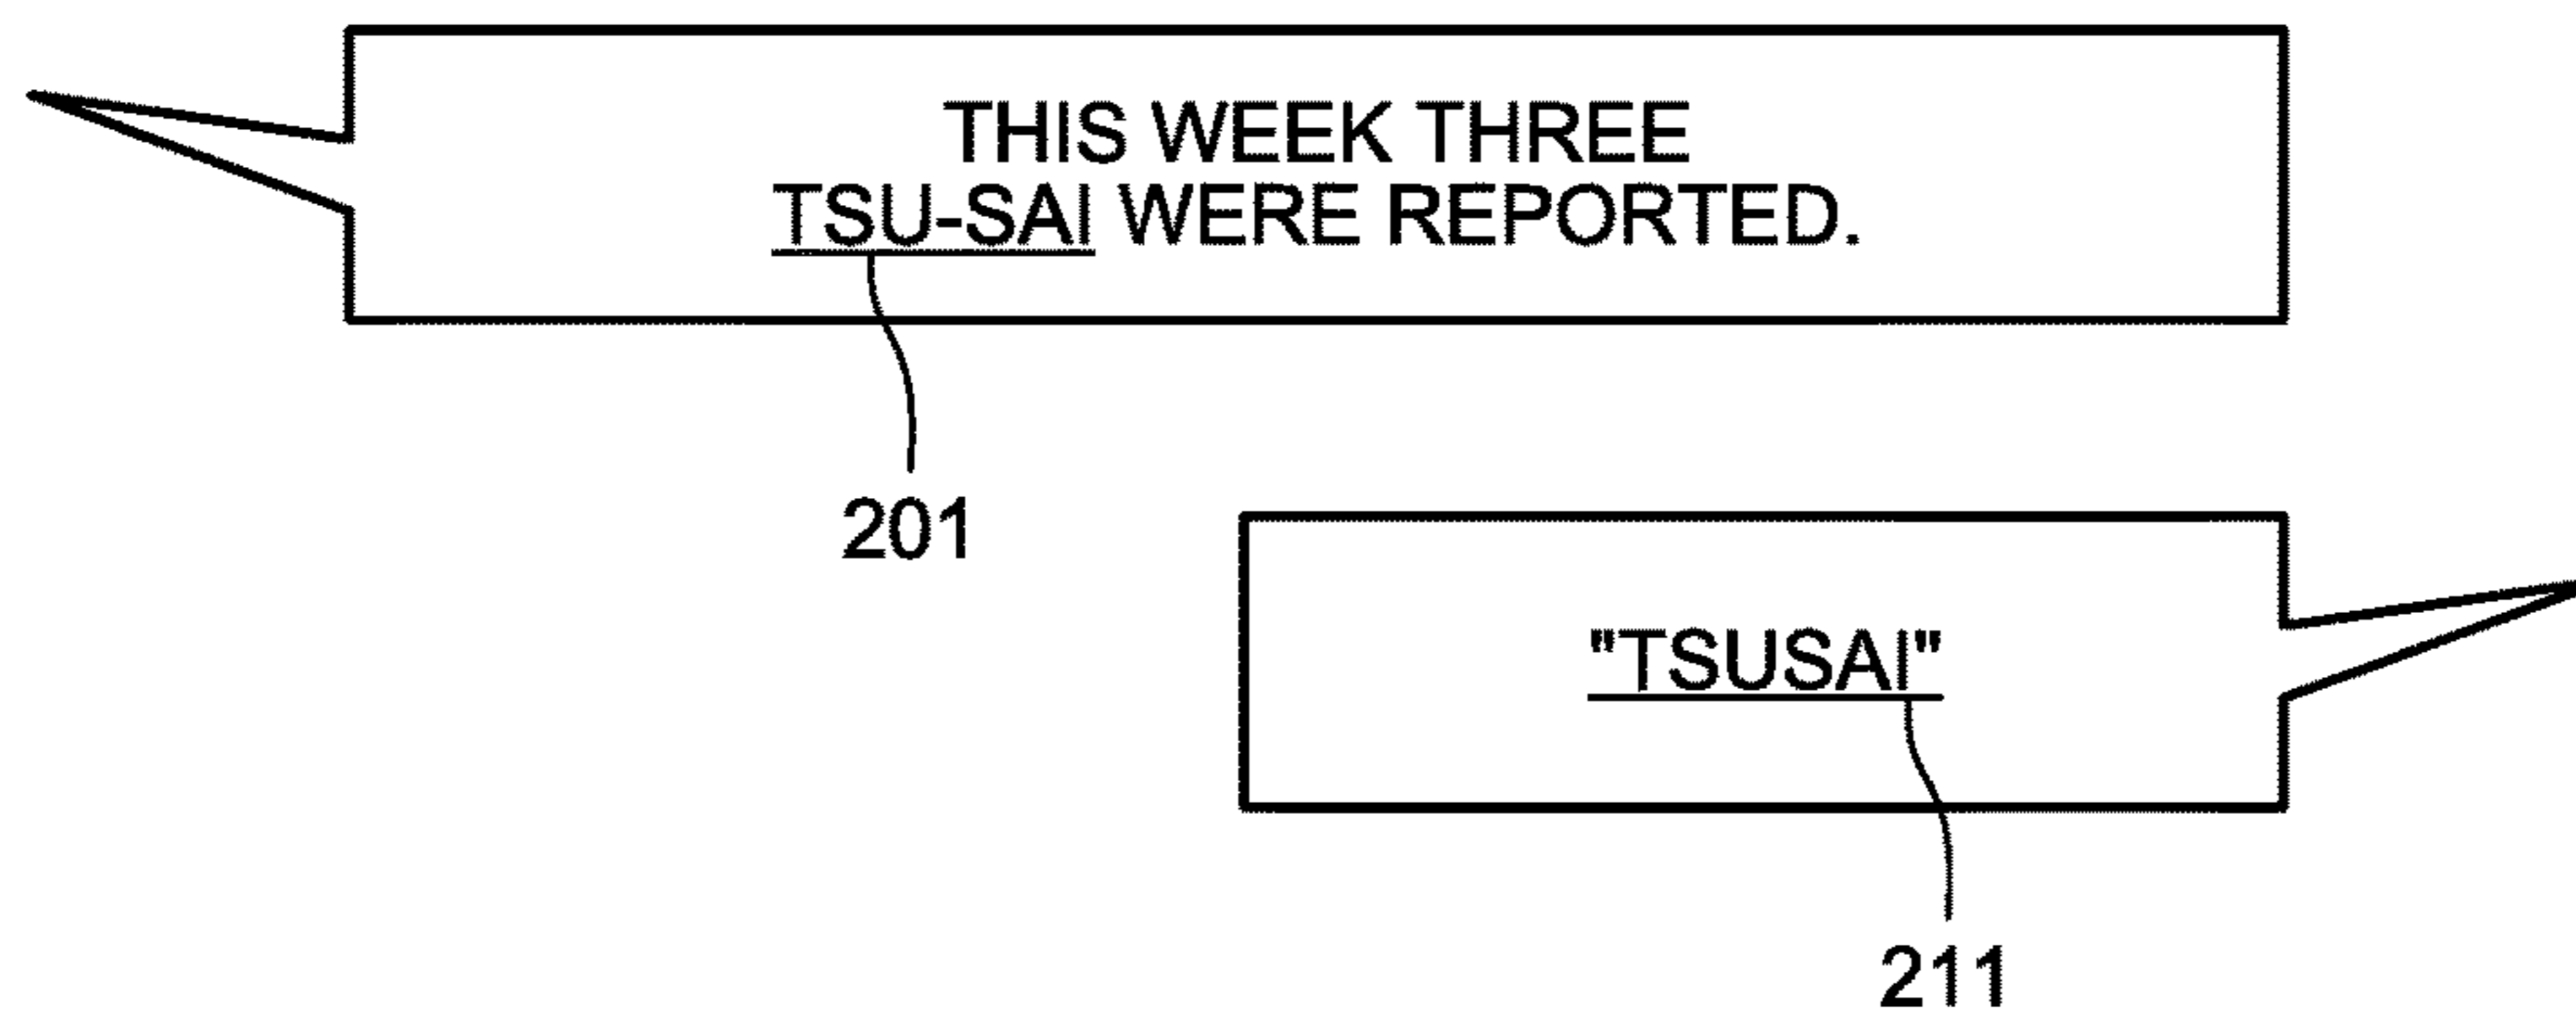 THIS WEEK THREE
TSU-SAI WERE REPORTED.
201
"TSUSAI"
211